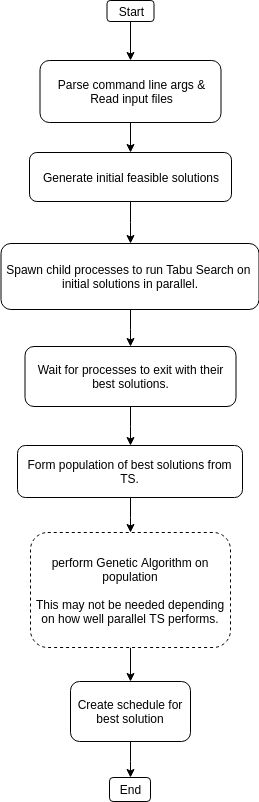 Start
Parse command line args &
Read input files
Generate initial feasible solutions
Spawn child processes to run Tabu Search on
initial solutions in parallel.
Wait for processes to exit with their
best solutions.
Form population of best solutions from
TS.
perform Genetic Algorithm on
population
This may not be needed depending
on how well parallel TS performs.
Create schedule for
best solution
End